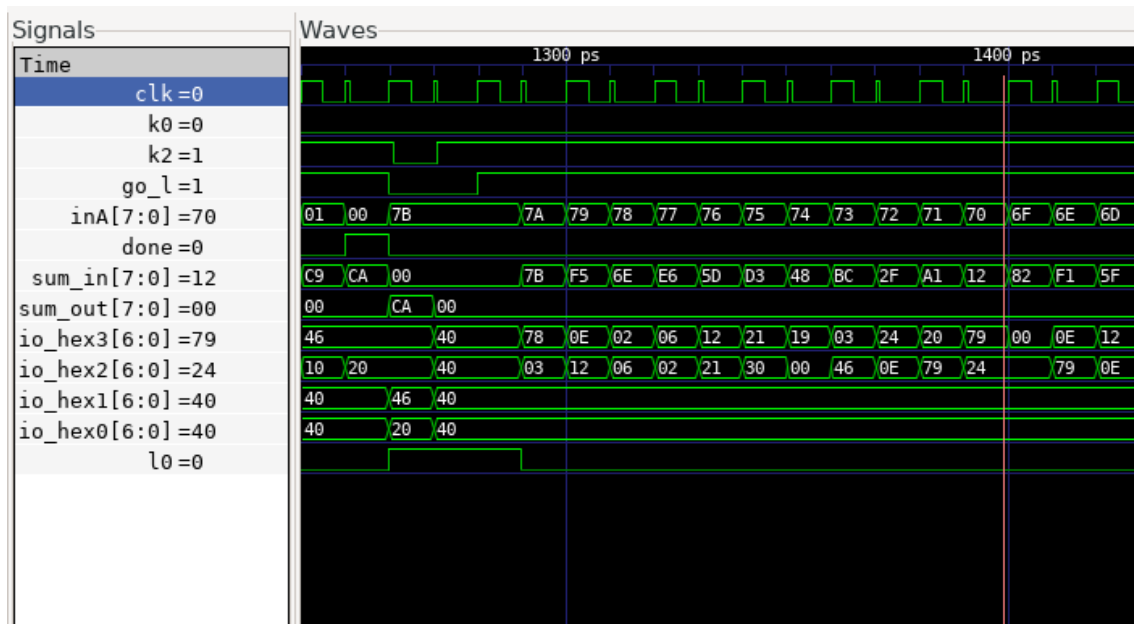 Signals Waves
Time 1300 ps 1400 ps
clk =0
k0 =0
k2 =1
go_l =1
inA[7:0] =70 01 00 7B 7A 79 78 77 76 75 74 73 72 71 70 6F 6E 6D
done =0
sum_in[7:0] =12 C9 CA 00 7B F5 6E E6 5D D3 48 BC 2F A1 12 82 F1 5F
sum_out[7:0] =00 00 CA 00
io_hex3[6:0] =79 46 40 78 0E 02 06 12 21 19 03 24 20 79 00 0E 12
io_hex2[6:0] =24 10 20 40 03 12 06 02 21 30 00 46 0E 79 24 79 0E
io_hex1[6:0] =40 40 46 40
io_hex0[6:0] =40 40 20 40
l0 =0